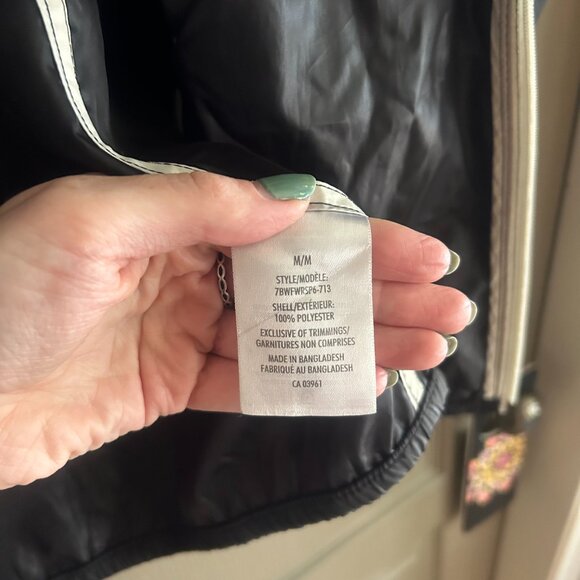 M/M
STYLE/MODÈLE:
7BWFWRSP6-713
SHELL/EXTÉRIEUR:
100% POLYESTER
EXCLUSIVE OF TRIMMINGS/
GARNITURES NON COMPRISES
MADE IN BANGLADESH
FABRIQUÉ AU BANGLADESH
CA 03961